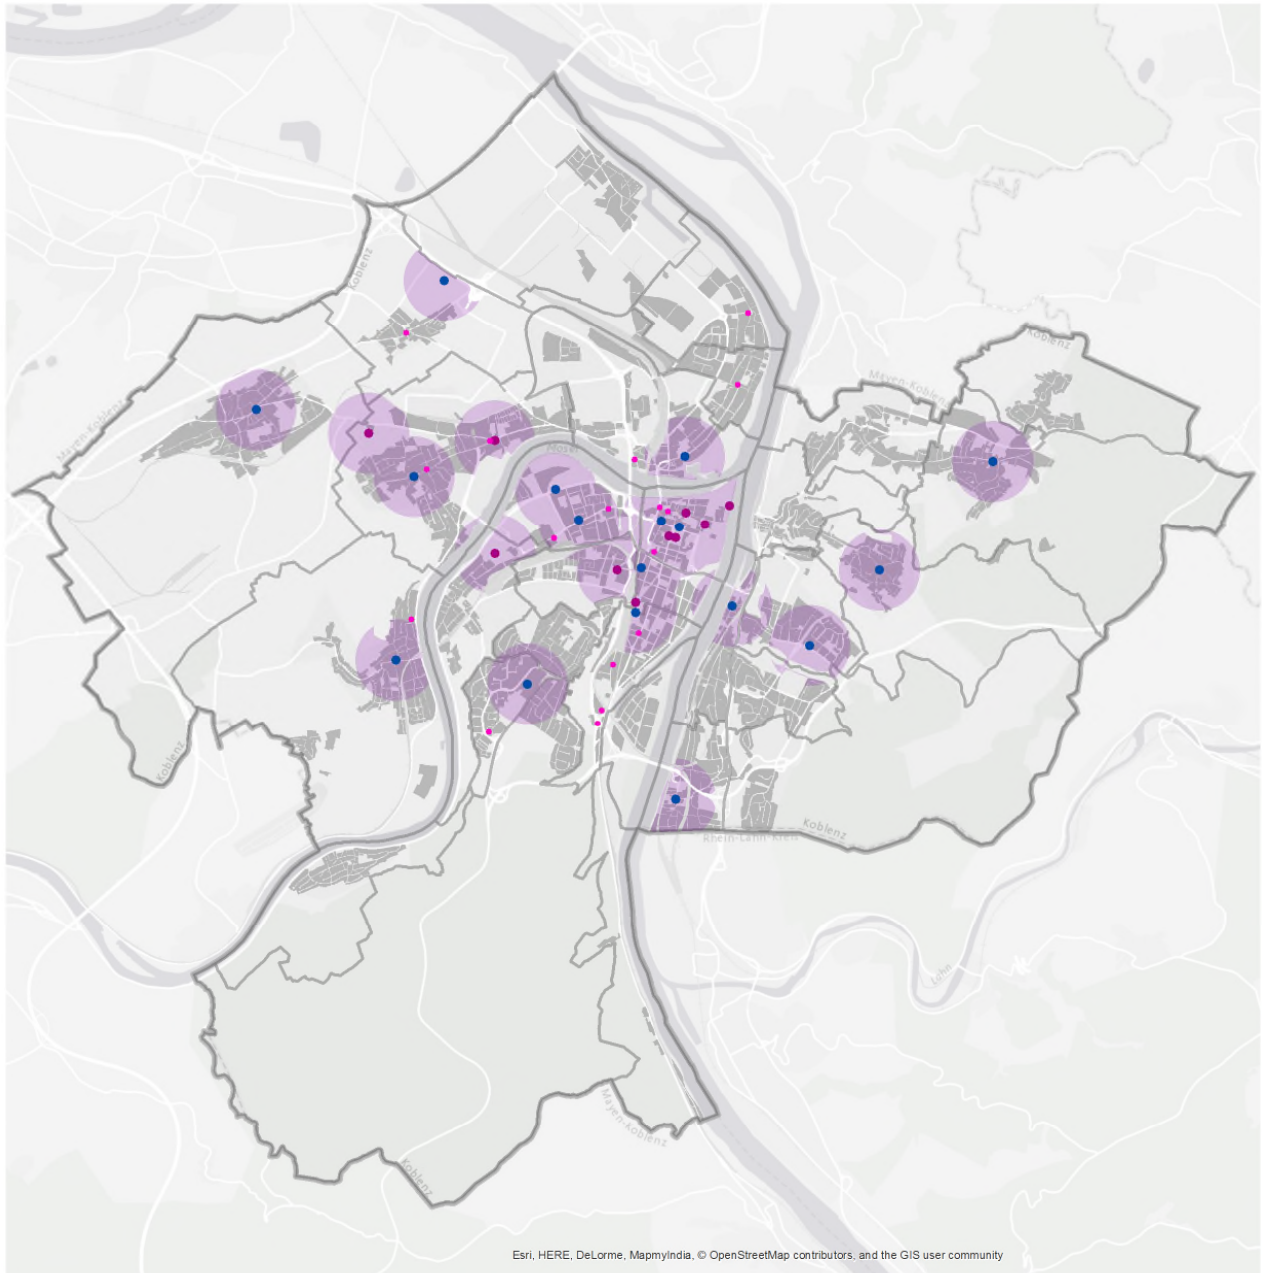 Koblenz
Koblenz
Mayen-Koblenz
Mayen-Koblenz
Mosel
Koblenz
Koblenz
Rhein-Lahn-Kreis
Lahn
Mayen-Koblenz
Koblenz
Esri, HERE, DeLorme, MapmyIndia, © OpenStreetMap contributors, and the GIS user community